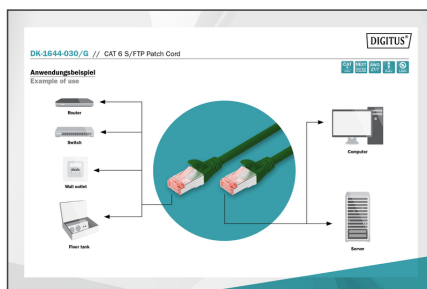 DIGITUS®
DK-1644-030/G // CAT 6 S/FTP Patch Cord
Anwendungsbeispiel
Example of use
Router
Switch
Wall outlet
Floor tank
Computer
Server